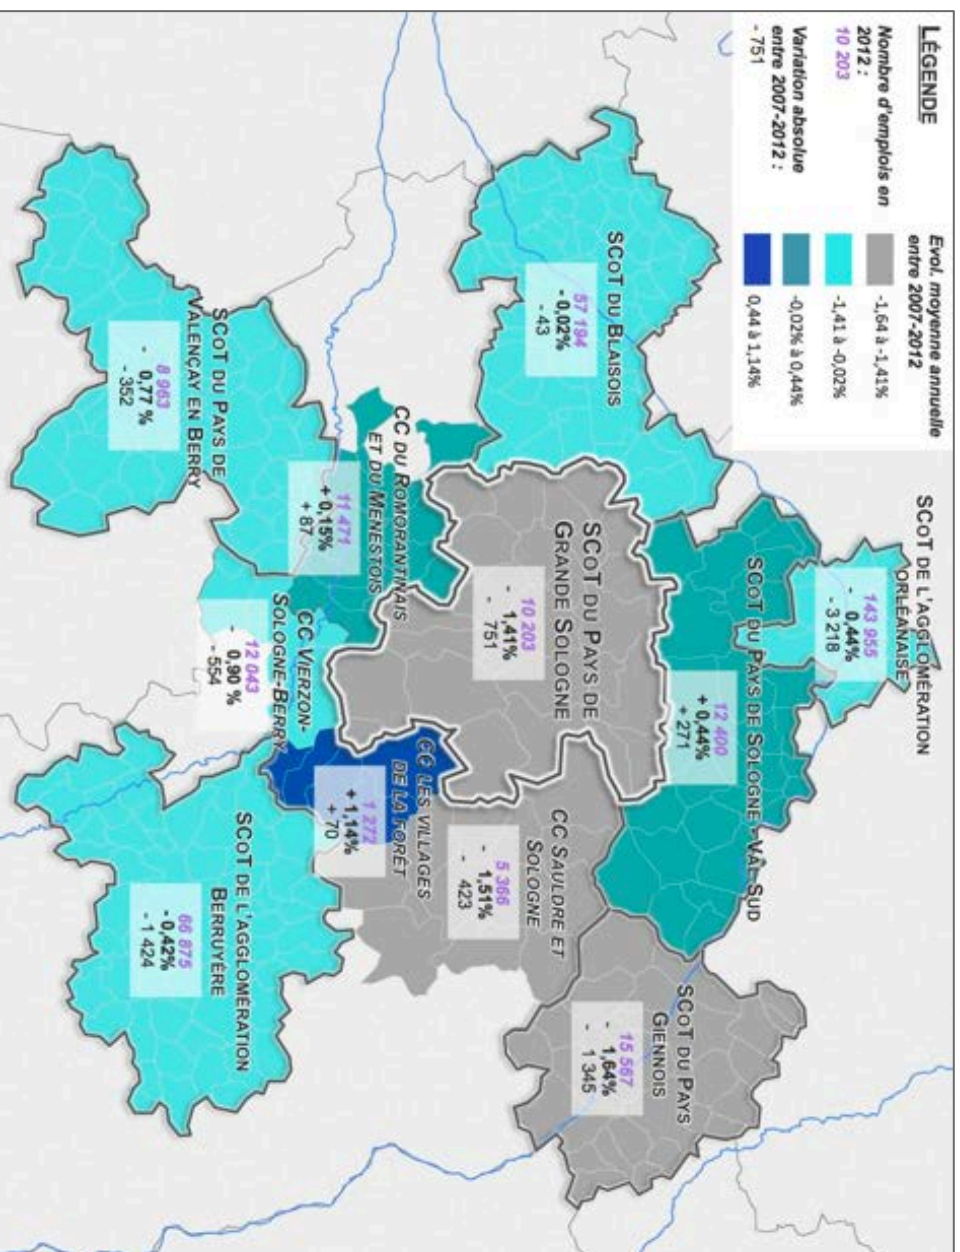 LÉGENDE
Nombre d'emplois en
2012 :
10 203
Variation absolue
entre 2007-2012 :
- 751
Evol. moyenne annuelle
entre 2007-2012
-1,64 à -1,41%
-1,41 à -0,02%
-0,02% à 0,44%
0,44 à 1,14%
SCOT DE L'AGGLOMÉRATION
ORLÉANAISE
143 955
- 0,44%
- 3 218
SCOT DU BLAISOIS
57 194
- 0,02%
- 43
SCOT DU PAYS DE SOLOGNE - VAL SUD
12 400
+ 0,44%
+ 271
SCOT DU PAYS
GIENNOIS
15 567
- 1,64%
- 1 345
SCOT DU PAYS DE
GRANDE SOLOGNE
10 203
- 1,41%
- 751
CC SAULDRE ET
SOLOGNE
5 366
- 1,51%
- 423
CC DU ROMORANTINAIS
ET DU MENESTOIS
11 471
+ 0,15%
+ 87
CC LES VILLAGES
DE LA FORÊT
1 272
+ 1,14%
+ 70
CC VIERZON-
SOLOGNE-BERRY
12 043
- 0,90 %
- 554
SCOT DU PAYS DE
VALENÇAY EN BERRY
8 963
- 0,77 %
- 352
SCOT DE L'AGGLOMÉRATION
BERRUYÈRE
66 875
- 0,42%
- 1 424